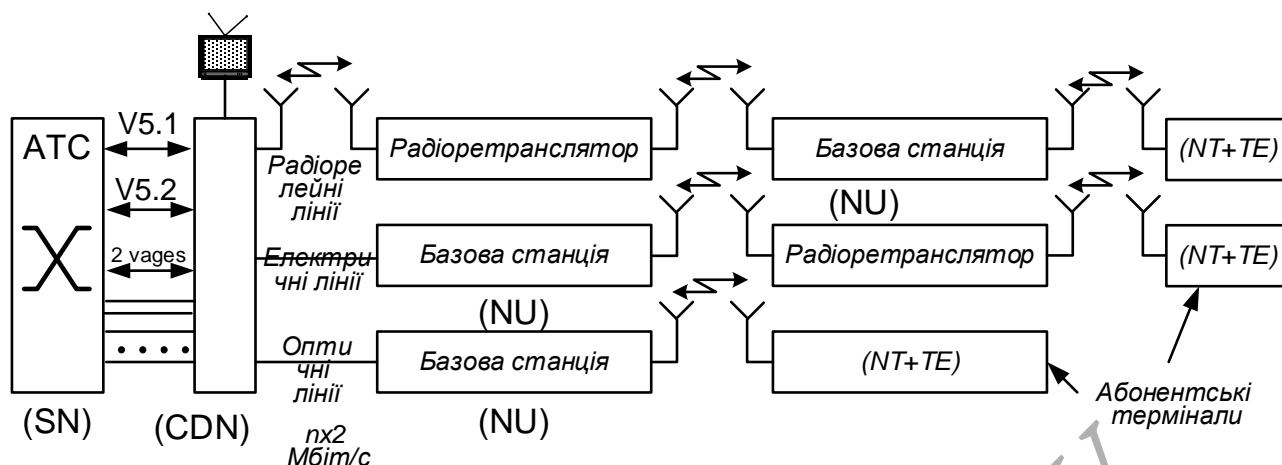 АТС
V5.1
Радіоретранслятор
Базова станція
(NT+TE)
Радіоре
лейні
лінії
V5.2
(NU)
2 vages
Електри
чні лінії
Базова станція
Радіоретранслятор
(NT+TE)
(NU)
Опти
чні
лінії
Базова станція
(NT+TE)
Абонентські
термінали
(SN)
(CDN)
(NU)
nx2
Мбіт/с